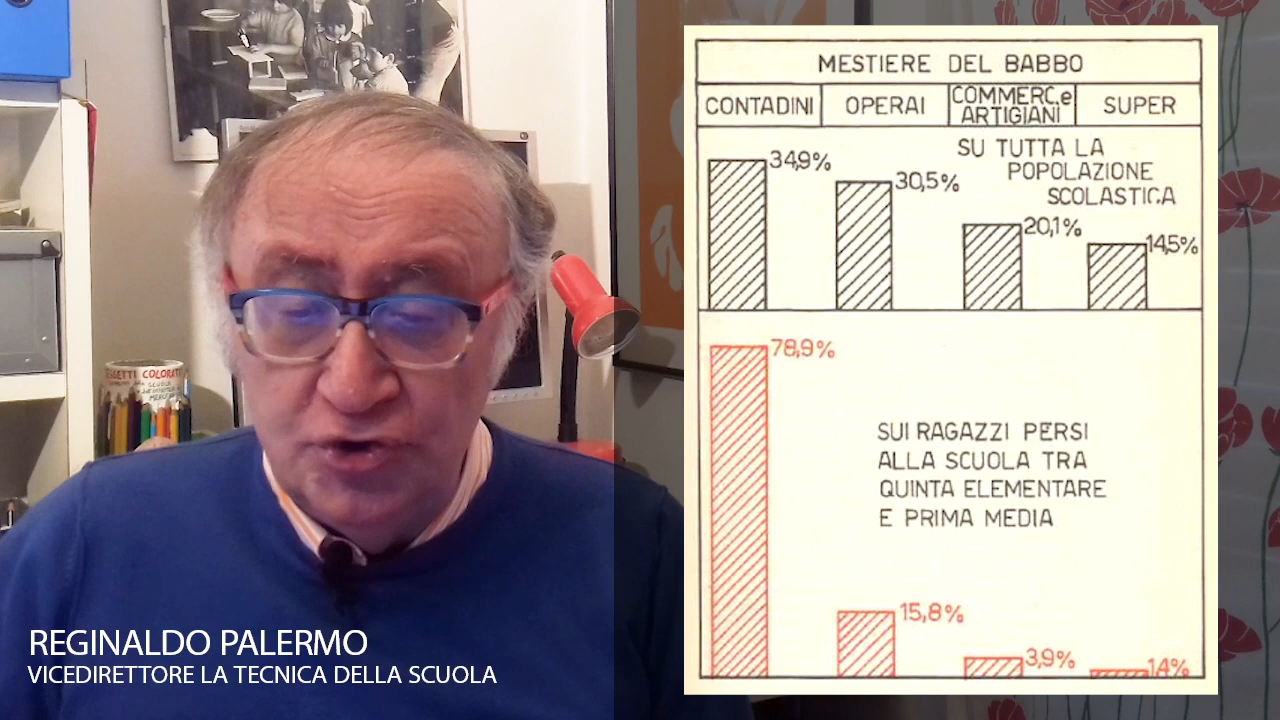 MESTIERE DEL BABBO
CONTADINI
OPERAI
COMMERC. e
ARTIGIANI
SUPER
SU TUTTA LA
POPOLAZIONE
SCOLASTICA
34,9%
30,5%
20,1%
14,5%
78,9%
SUI RAGAZZI PERSI
ALLA SCUOLA TRA
QUINTA ELEMENTARE
E PRIMA MEDIA
15,8%
3,9%
1,4%
COLORATI
SCUOLA
REGINALDO PALERMO
VICEDIRETTORE LA TECNICA DELLA SCUOLA